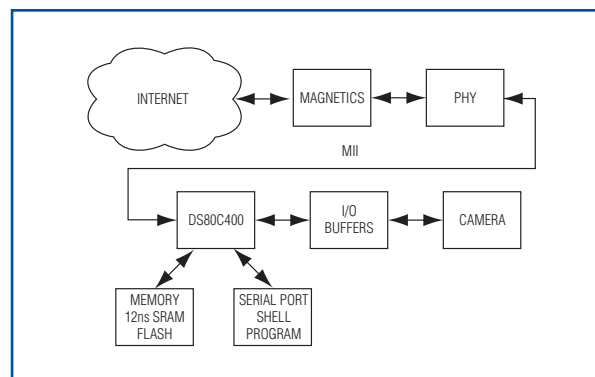 INTERNET
MAGNETICS
PHY
MII
DS80C400
I/O
BUFFERS
CAMERA
MEMORY
12ns SRAM
FLASH
SERIAL PORT
SHELL
PROGRAM